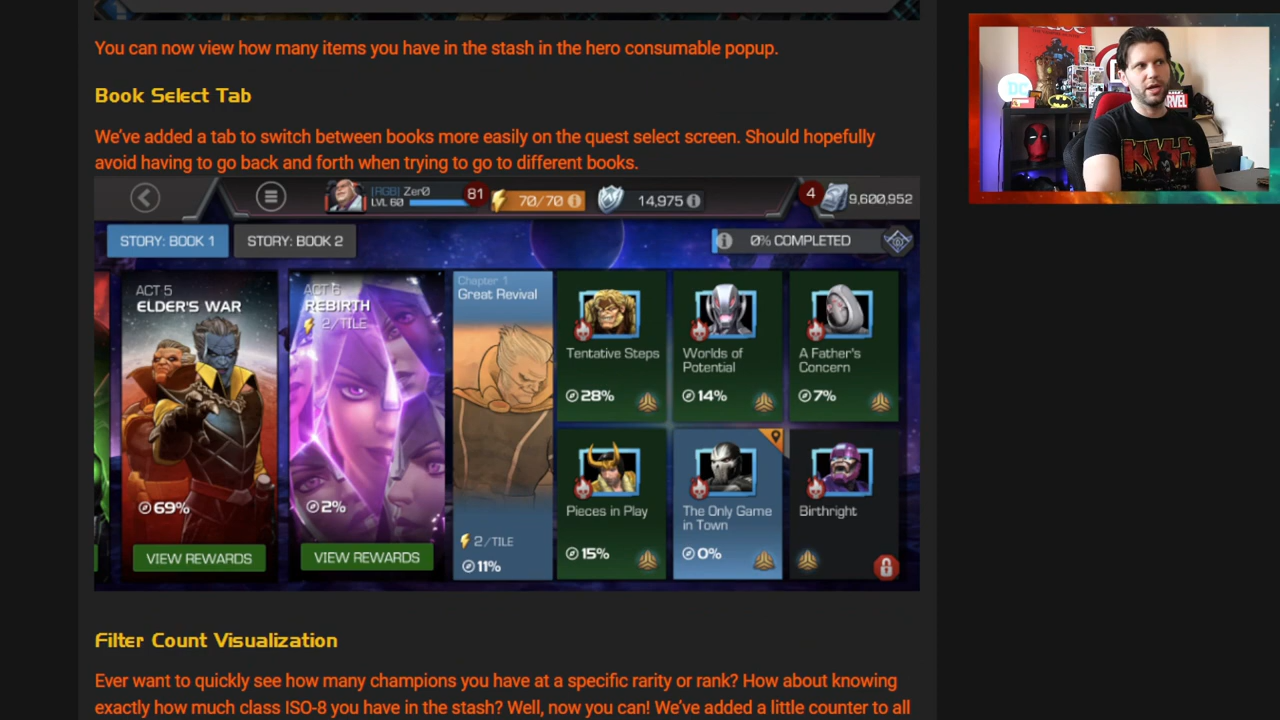 You can now view how many items you have in the stash in the hero consumable popup.
Book Select Tab
We've added a tab to switch between books more easily on the quest select screen. Should hopefully
avoid having to go back and forth when trying to go to different books.
[RGB] Zer0
LVL 60
81
70/70
14,975
4
9,600,952
STORY: BOOK 1
STORY: BOOK 2
0% COMPLETED
ACT 5
ELDER'S WAR
69%
VIEW REWARDS
ACT 6
REBIRTH
2/TILE
2%
VIEW REWARDS
Chapter 1
Great Revival
2/TILE
11%
Tentative Steps
28%
Worlds of
Potential
14%
A Father's
Concern
7%
Pieces in Play
15%
The Only Game
in Town
0%
Birthright
Filter Count Visualization
Ever want to quickly see how many champions you have at a specific rarity or rank? How about knowing
exactly how much class ISO-8 you have in the stash? Well, now you can! We've added a little counter to all
DC
MARVEL
KISS